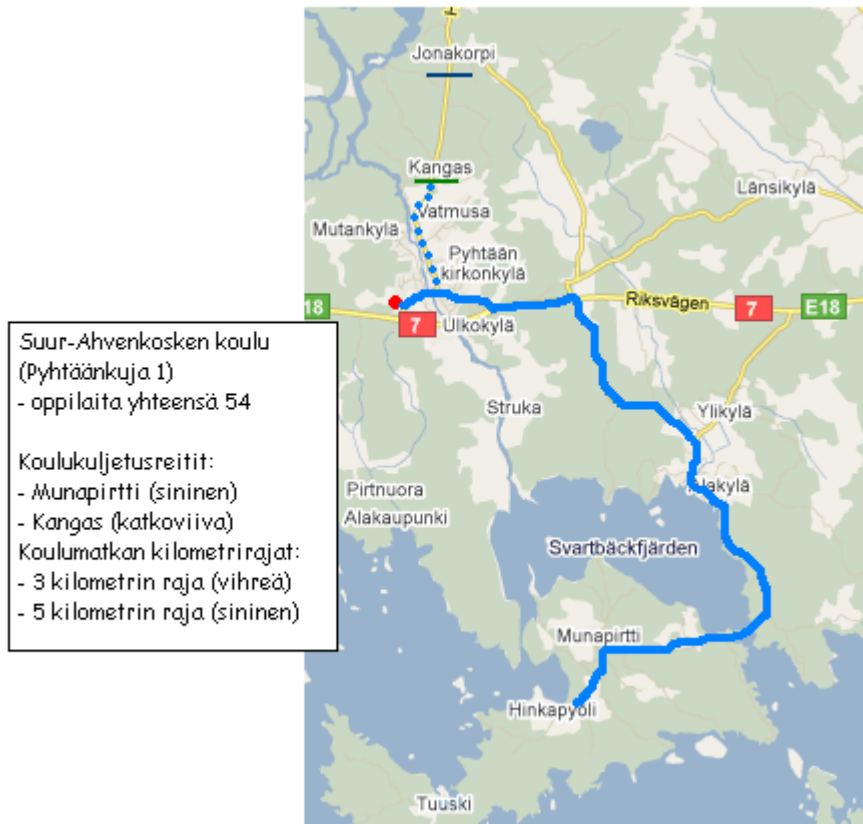 Jonakorpi
Kangas
Vatmusa
Länsikylä
Mutankylä
Pyhtään
kirkonkylä
18
Riksvägen
7
E18
7
Ulkokylä
Suur-Ahvenkosken koulu
(Pyhtäänkuja 1)
- oppilaita yhteensä 54
Koulukuljetusreitit:
- Munapirtti (sininen)
- Kangas (katkoviiva)
Koulumatkan kilometrirajat:
- 3 kilometrin raja (vihreä)
- 5 kilometrin raja (sininen)
Struka
Ylikylä
Pirtnuora
Alakaupunki
Svartbäckfjärden
Munapirtti
Hinkapyöli
Tuuski